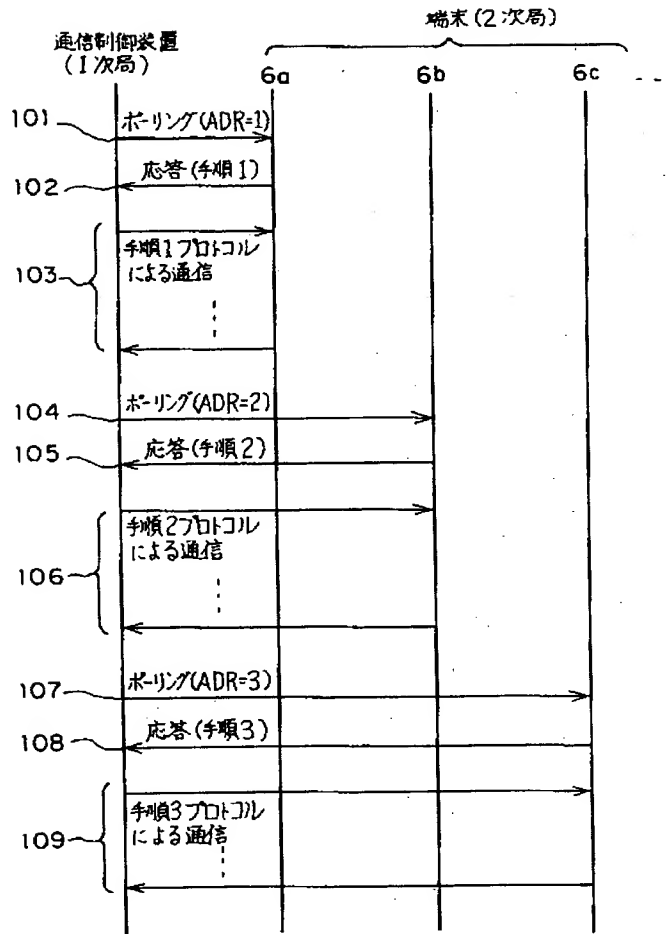 端末(2次局)
通信制御装置
(1次局)
6a
6b
6c
101
ポーリング(ADR=1)
102
応答(手順1)
103
手順1プロトコル
による通信
104
ポーリング(ADR=2)
105
応答(手順2)
106
手順2プロトコル
による通信
107
ポーリング(ADR=3)
108
応答(手順3)
109
手順3プロトコル
による通信